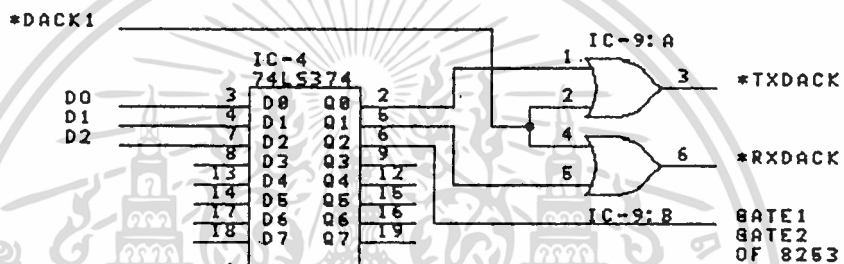 *DACK1
IC-9:A
IC-4
74LS374
1
3 *TXDACK
2
D0 3 D0 Q0 2
D1 4 D1 Q1 5
D2 7 D2 Q2 6
8 D3 Q3 9
13 D4 Q4 12
14 D5 Q5 15
17 D6 Q6 16
18 D7 Q7 19
4
6 *RXDACK
5
IC-9:B
GATE1
GATE2
OF 8253